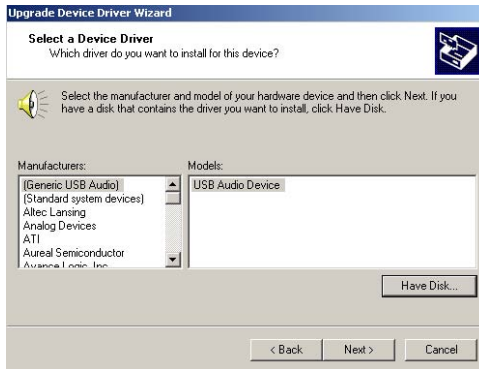 Upgrade Device Driver Wizard
Select a Device Driver
Which driver do you want to install for this device?
Select the manufacturer and model of your hardware device and then click Next. If you
have a disk that contains the driver you want to install, click Have Disk.
Manufacturers:
(Generic USB Audio)
(Standard system devices)
Altec Lansing
Analog Devices
ATI
Aureal Semiconductor
Avance Logic, Inc.
Models:
USB Audio Device
Have Disk...
< Back
Next >
Cancel